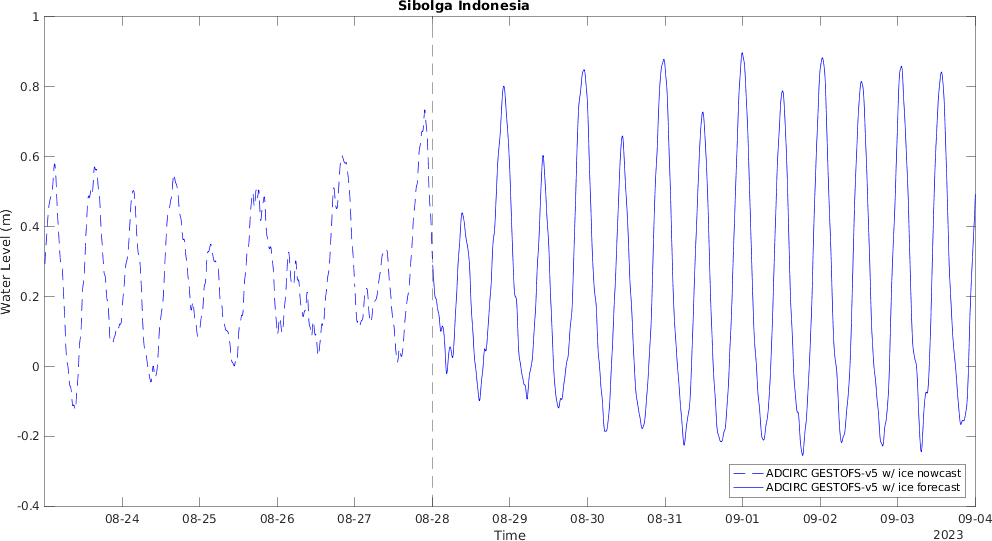 Sibolga Indonesia
1
0.8
0.6
0.4
0.2
0
-0.2
-0.4
Water Level (m)
ADCIRC GESTOFS-v5 w/ ice nowcast
ADCIRC GESTOFS-v5 w/ ice forecast
08-24 08-25 08-26 08-27 08-28 08-29 08-30 08-31 09-01 09-02 09-03 09-04
Time
2023